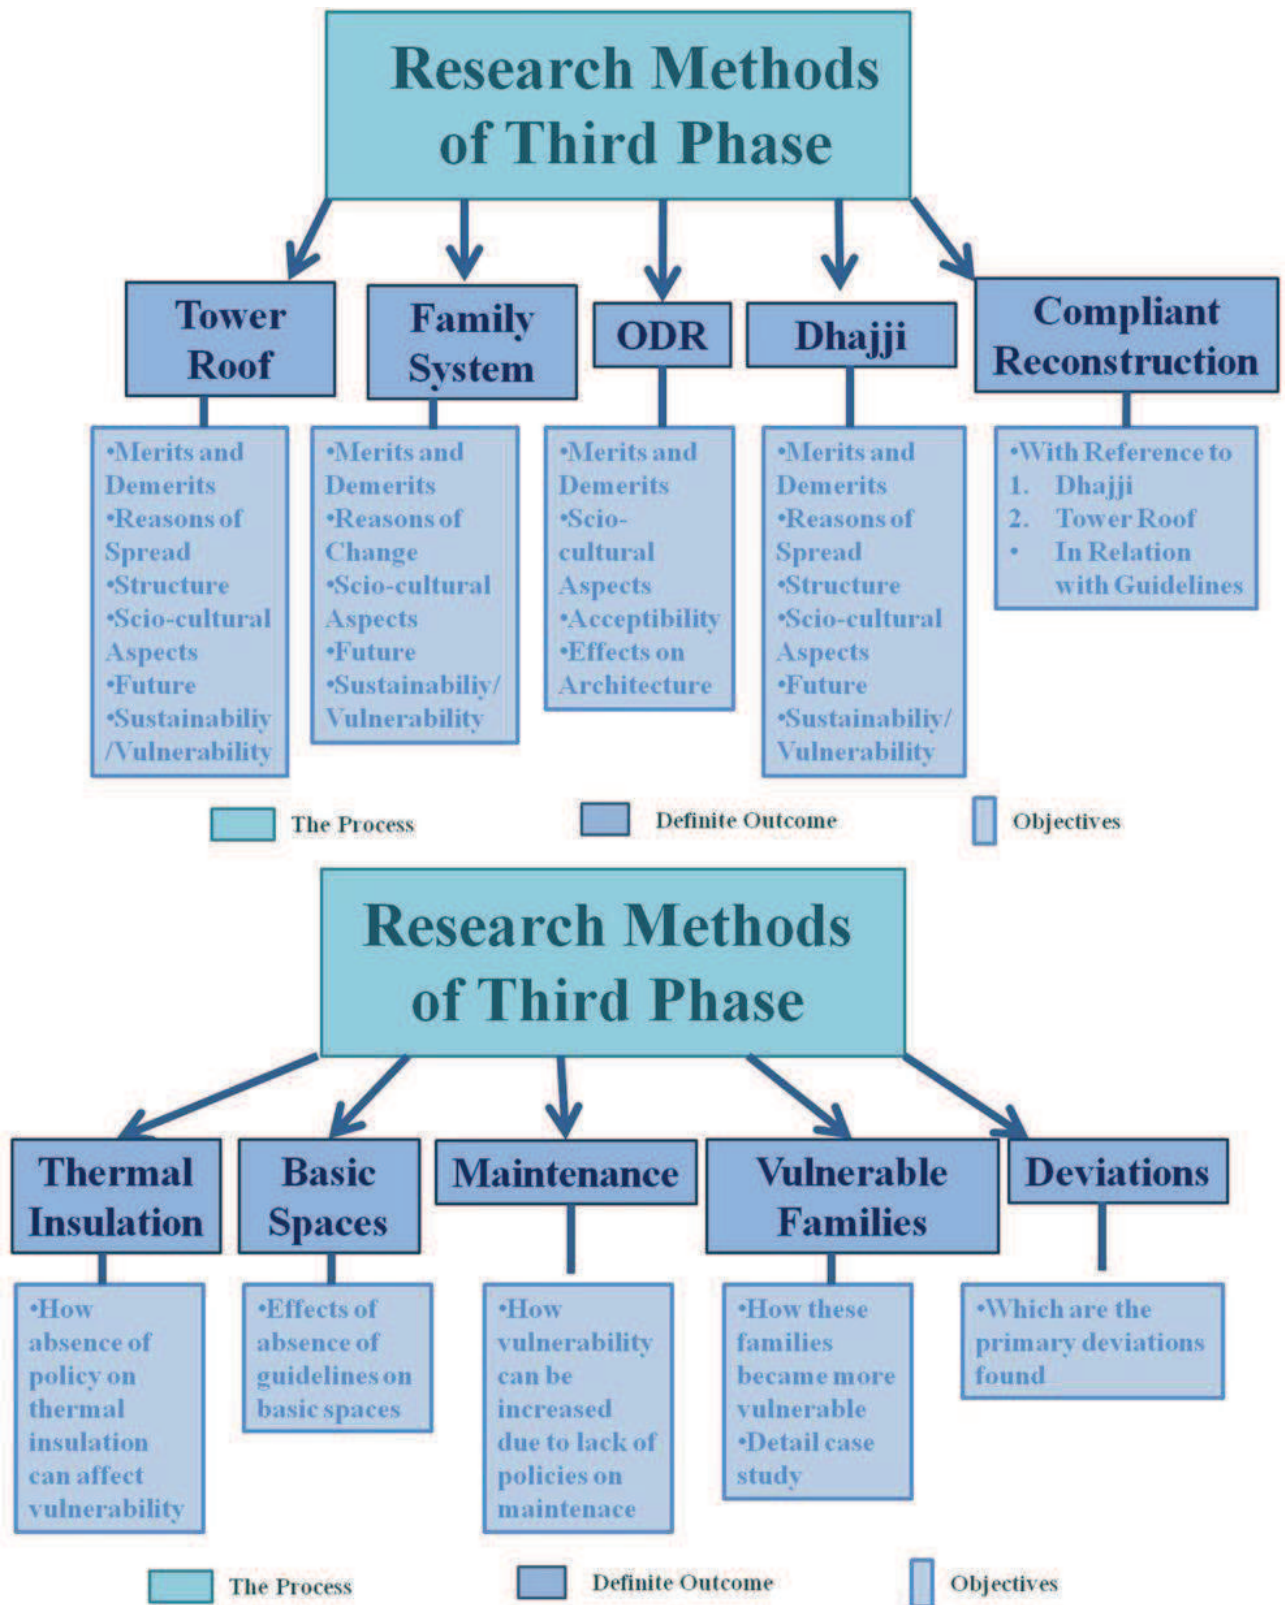 Research Methods
of Third Phase
Tower
Roof
Family
System
ODR
Dhajji
Compliant
Reconstruction
•Merits and
Demerits
•Reasons of
Spread
•Structure
•Scio-cultural
Aspects
•Future
•Sustainabiliy
/Vulnerability
•Merits and
Demerits
•Reasons of
Change
•Scio-cultural
Aspects
•Future
•Sustainabiliy/
Vulnerability
•Merits and
Demerits
•Scio-
cultural
Aspects
•Acceptibility
•Effects on
Architecture
•Merits and
Demerits
•Reasons of
Spread
•Structure
•Scio-cultural
Aspects
•Future
•Sustainabiliy/
Vulnerability
•With Reference to
1. Dhajji
2. Tower Roof
• In Relation
with Guidelines
The Process
Definite Outcome
Objectives
Research Methods
of Third Phase
Thermal
Insulation
Basic
Spaces
Maintenance
Vulnerable
Families
Deviations
•How
absence of
policy on
thermal
insulation
can affect
vulnerability
•Effects of
absence of
guidelines on
basic spaces
•How
vulnerability
can be
increased
due to lack of
policies on
maintenace
•How these
families
became more
vulnerable
•Detail case
study
•Which are the
primary deviations
found
The Process
Definite Outcome
Objectives